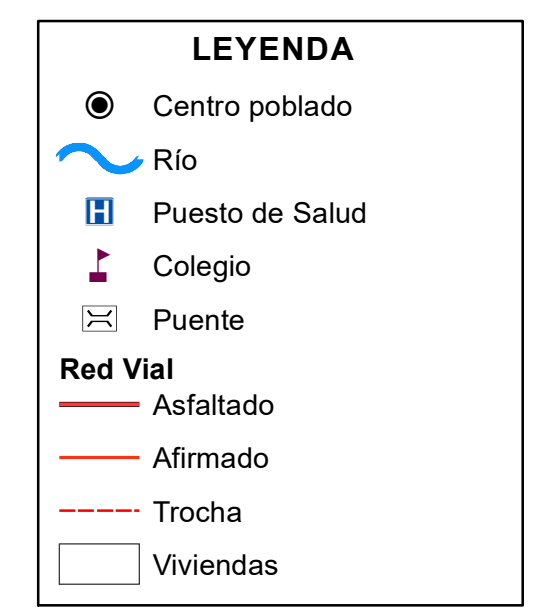 LEYENDA
Centro poblado
Río
H
Puesto de Salud
Colegio
Puente
Red Vial
Asfaltado
Afirmado
Trocha
Viviendas